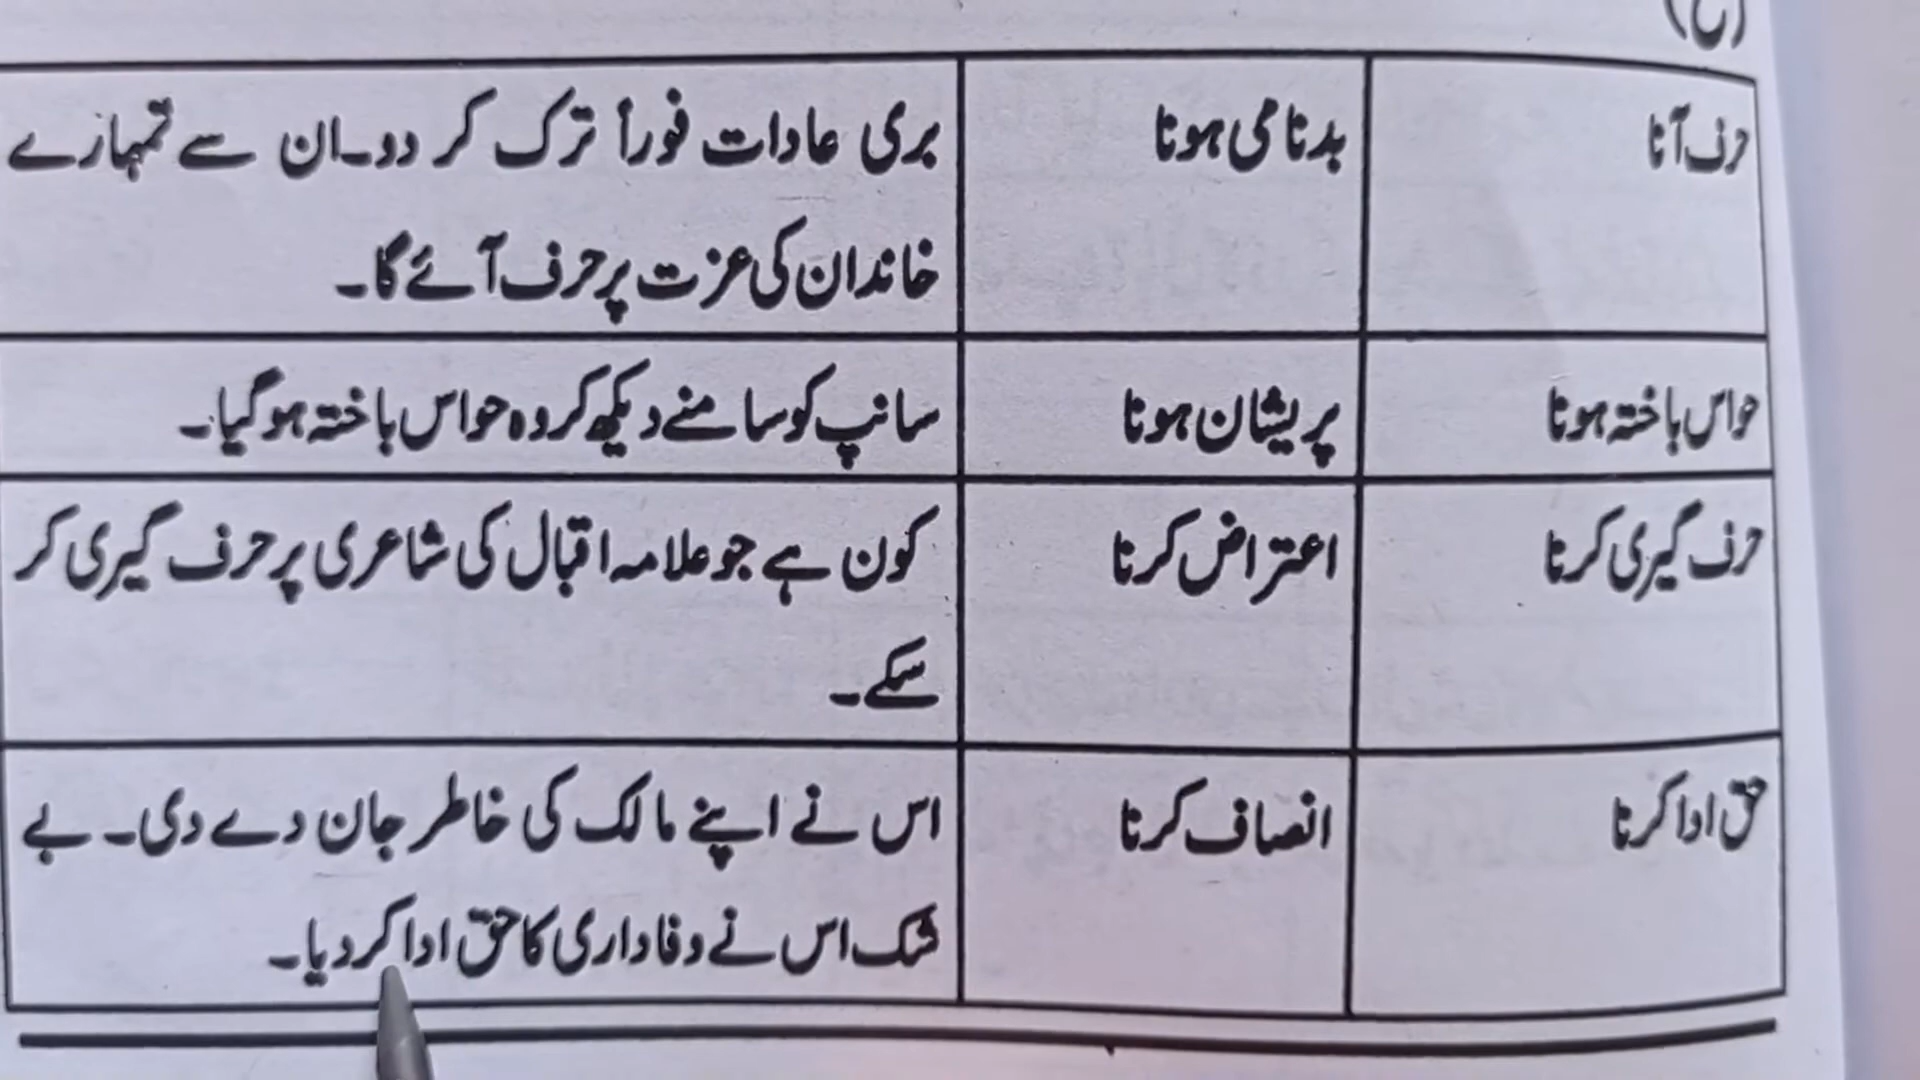 (ح)
حرف آنا
بدنامی ہونا
بری عادات فوراً ترک کر دو۔ان سے تمہارے
خاندان کی عزت پر حرف آئے گا۔
حواس باختہ ہونا
پریشان ہونا
سانپ کو سامنے دیکھ کر وہ حواس باختہ ہو گیا۔
حرف گیری کرنا
اعتراض کرنا
کون ہے جو علامہ اقبال کی شاعری پر حرف گیری کر
سکے۔
حق ادا کرنا
انصاف کرنا
اس نے اپنے مالک کی خاطر جان دے دی۔ بے
شک اس نے وفاداری کا حق ادا کر دیا۔